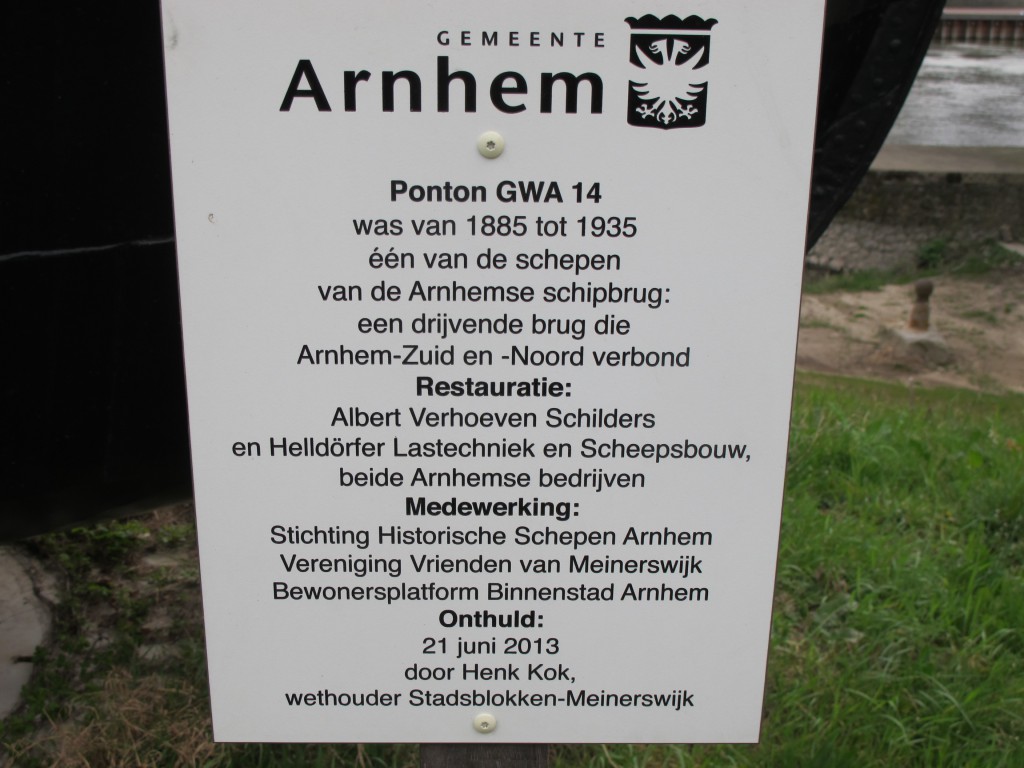 GEMEENTE
Arnhem
Ponton GWA 14
was van 1885 tot 1935
één van de schepen
van de Arnhemse schipbrug:
een drijvende brug die
Arnhem-Zuid en -Noord verbond
Restauratie:
Albert Verhoeven Schilders
en Helldörfer Lastechniek en Scheepsbouw,
beide Arnhemse bedrijven
Medewerking:
Stichting Historische Schepen Arnhem
Vereniging Vrienden van Meinerswijk
Bewonersplatform Binnenstad Arnhem
Onthuld:
21 juni 2013
door Henk Kok,
wethouder Stadsblokken-Meinerswijk